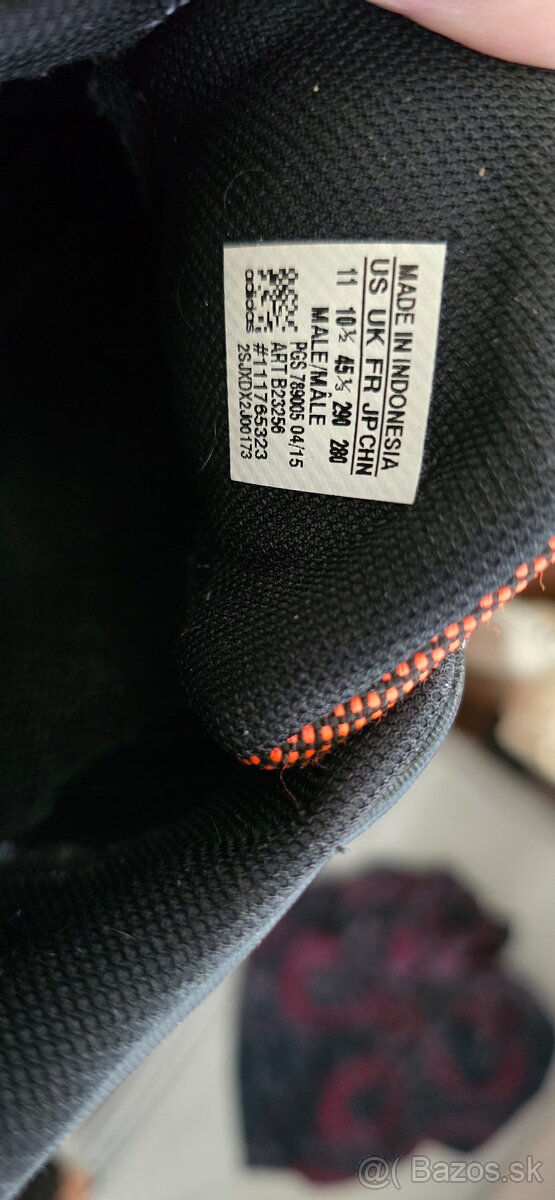 MADE IN INDONESIA
US UK FR JP CHN
11 10½ 45⅓ 290 280
MALE/MÂLE
PGS 789005 04/15
ART B23256
#111765323
2SJXDX2J00173
adidas
@( Bazos.sk